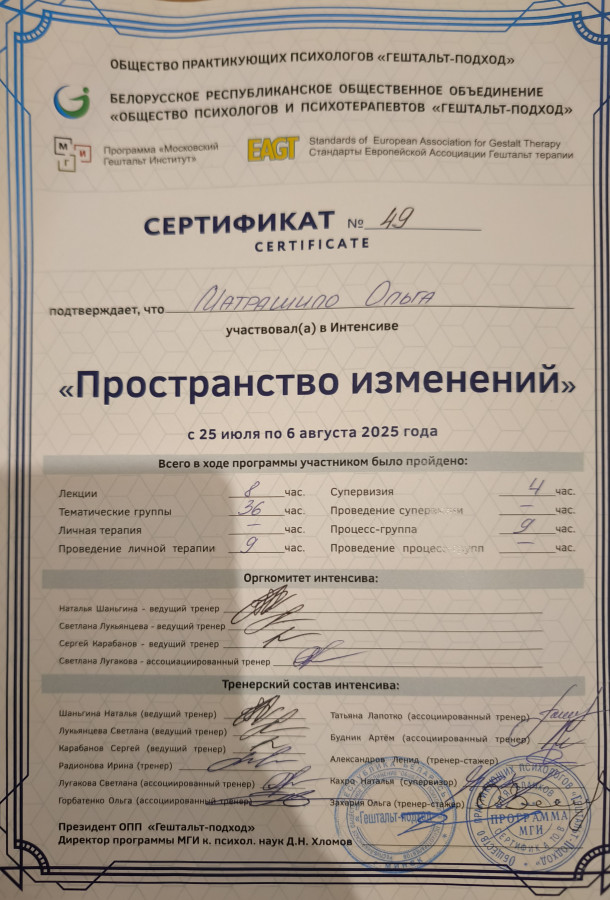 ОБЩЕСТВО ПРАКТИКУЮЩИХ ПСИХОЛОГОВ «ГЕШТАЛЬТ-ПОДХОД»
БЕЛОРУССКОЕ РЕСПУБЛИКАНСКОЕ ОБЩЕСТВЕННОЕ ОБЪЕДИНЕНИЕ
«ОБЩЕСТВО ПСИХОЛОГОВ И ПСИХОТЕРАПЕВТОВ «ГЕШТАЛЬТ-ПОДХОД»
М И Г
Программа «Московский
Гештальт Институт»
EAGT
Standards of European Association for Gestalt Therapy
Стандарты Европейской Ассоциации Гештальт терапии
СЕРТИФИКАТ № 49
CERTIFICATE
подтверждает, что Матрашило Ольга
участвовал(а) в Интенсиве
«Пространство изменений»
с 25 июля по 6 августа 2025 года
Всего в ходе программы участником было пройдено:
Лекции 8 час. Супервизия 4 час.
Тематические группы 36 час. Проведение супервизии — час.
Личная терапия — час. Процесс-группа 9 час.
Проведение личной терапии 9 час. Проведение процесс-групп — час.
Оргкомитет интенсива:
Наталья Шаньгина - ведущий тренер
Светлана Лукьянцева - ведущий тренер
Сергей Карабанов - ведущий тренер
Светлана Лугакова - ассоциациированный тренер
Тренерский состав интенсива:
Шаньгина Наталья (ведущий тренер) Татьяна Лапотко (ассоциированный тренер)
Лукьянцева Светлана (ведущий тренер) Будник Артём (ассоциированный тренер)
Карабанов Сергей (ведущий тренер) Александров Ленид (тренер-стажер)
Радионова Ирина (тренер) Кахро Наталья (супервизор)
Лугакова Светлана (ассоциированный тренер) Захария Ольга (тренер-стажер)
Горбатенко Ольга (ассоциированный тренер)
«Гештальт-подход»
ПРОГРАММА
МГИ
Президент ОПП «Гештальт-подход»
Директор программы МГИ к. психол. наук Д.Н. Хломов